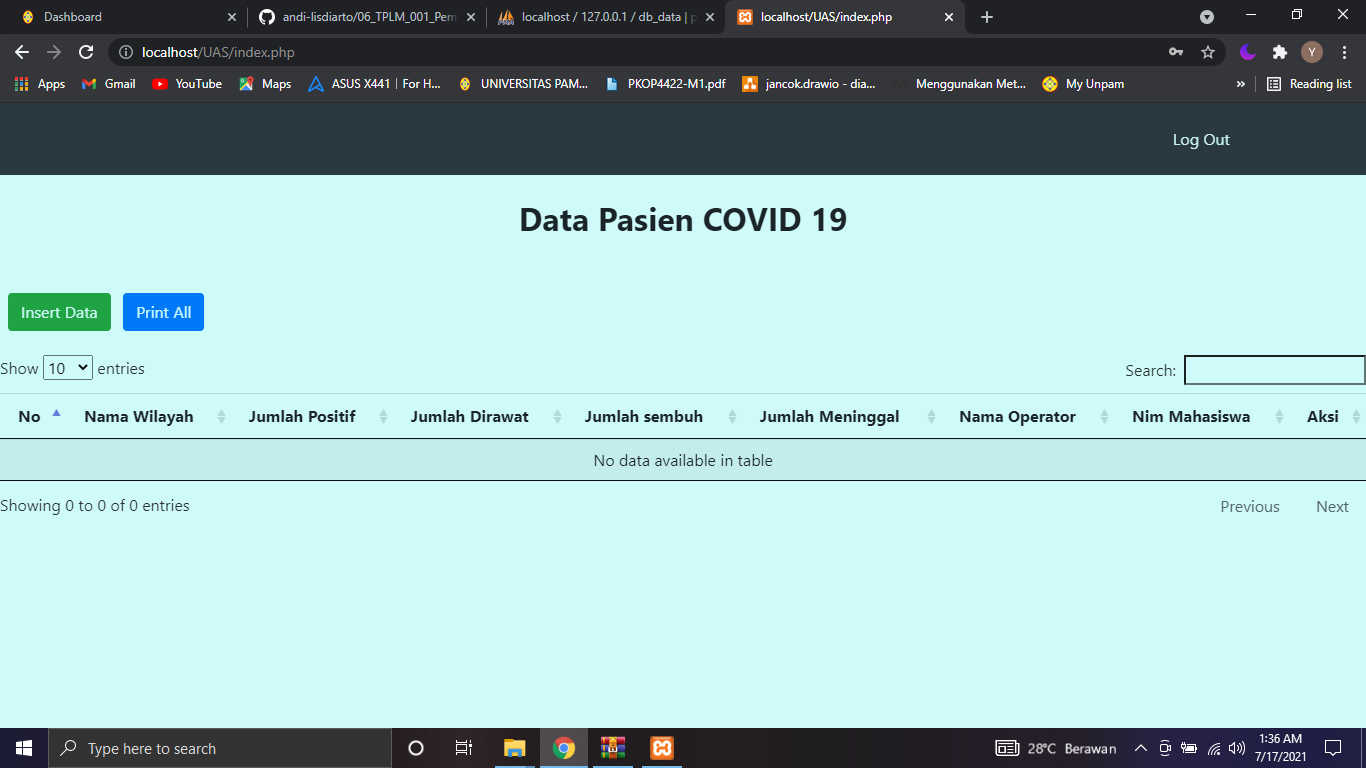 Dashboard
andi-lisdiarto/06_TPLM_001_Pem
localhost / 127.0.0.1 / db_data | p
localhost/UAS/index.php
localhost/UAS/index.php
Y
Apps
Gmail
YouTube
Maps
ASUS X441 | For H...
UNIVERSITAS PAM...
PKOP4422-M1.pdf
jancok.drawio - dia...
Menggunakan Met...
My Unpam
»
Reading list
Log Out
Data Pasien COVID 19
Insert Data
Print All
Show 10 entries
Search:
No Nama Wilayah Jumlah Positif Jumlah Dirawat Jumlah sembuh Jumlah Meninggal Nama Operator Nim Mahasiswa Aksi
No data available in table
Showing 0 to 0 of 0 entries
Previous Next
Type here to search
28°C Berawan
1:36 AM
7/17/2021